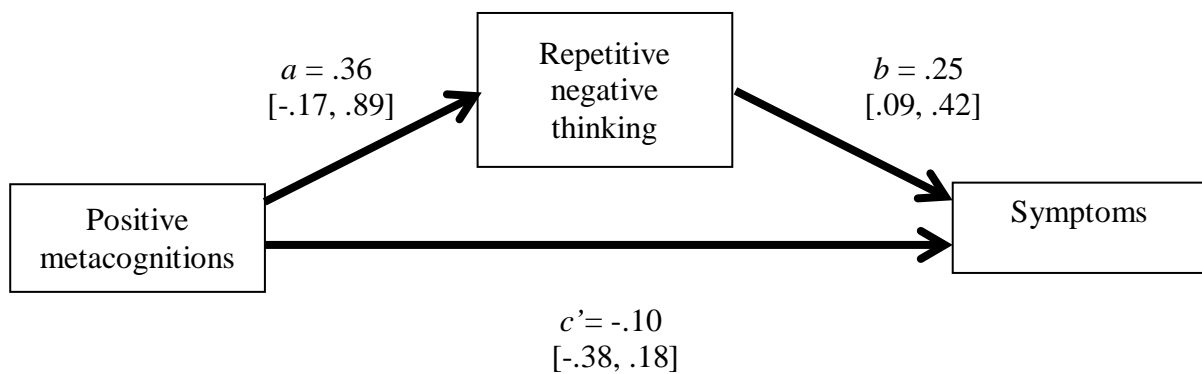 a = .36
[-.17, .89]
Repetitive
negative
thinking
b = .25
[.09, .42]
Positive
metacognitions
Symptoms
c’= -.10
[-.38, .18]